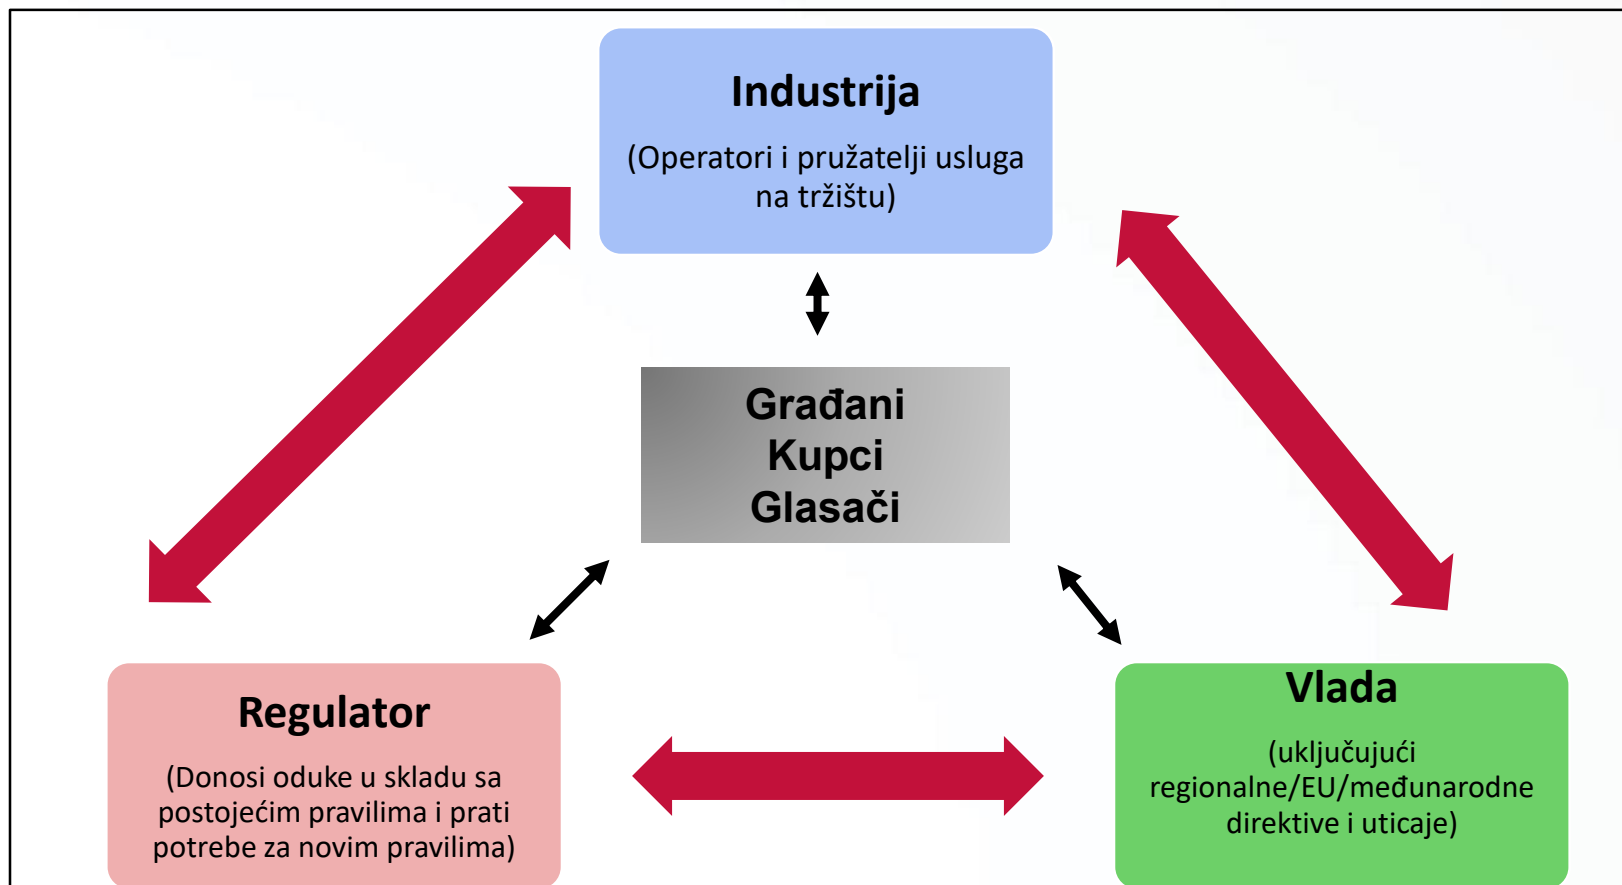 Industrija
(Operatori i pružatelji usluga
na tržištu)
Građani
Kupci
Glasači
Regulator
(Donosi oduke u skladu sa
postojećim pravilima i prati
potrebe za novim pravilima)
Vlada
(uključujući
regionalne/EU/međunarodne
direktive i uticaje)